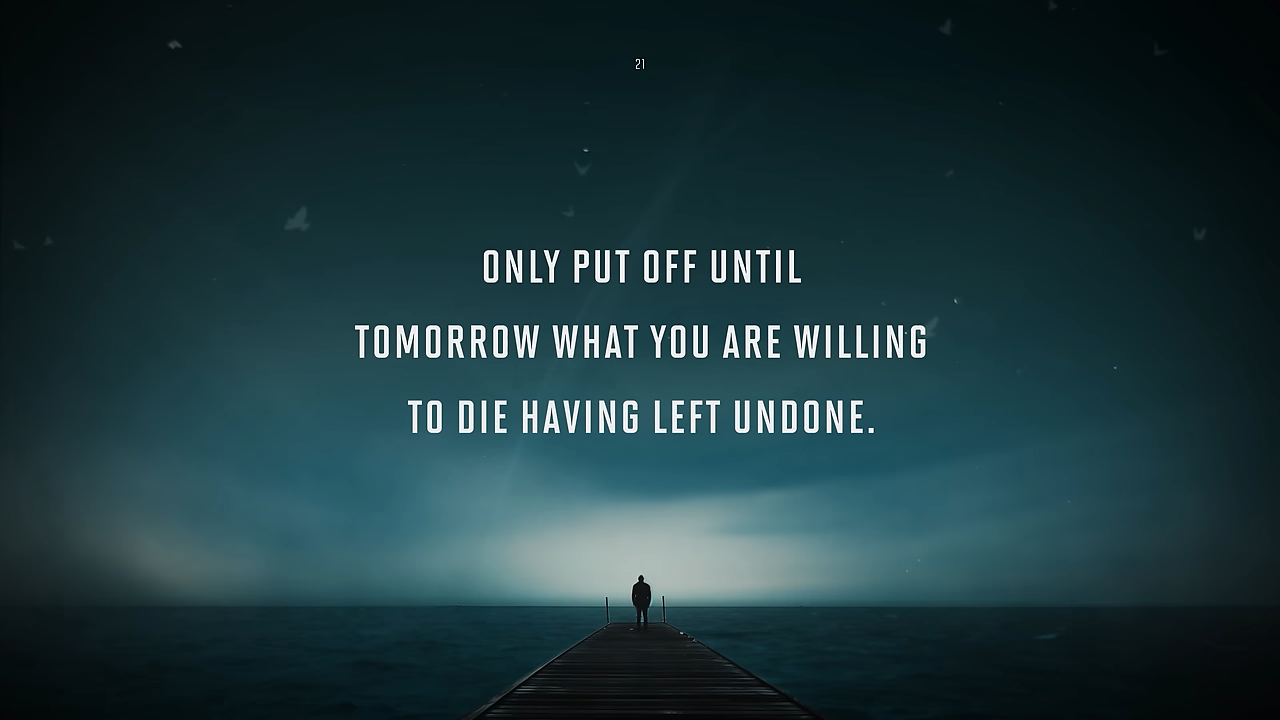 21
ONLY PUT OFF UNTIL
TOMORROW WHAT YOU ARE WILLING
TO DIE HAVING LEFT UNDONE.